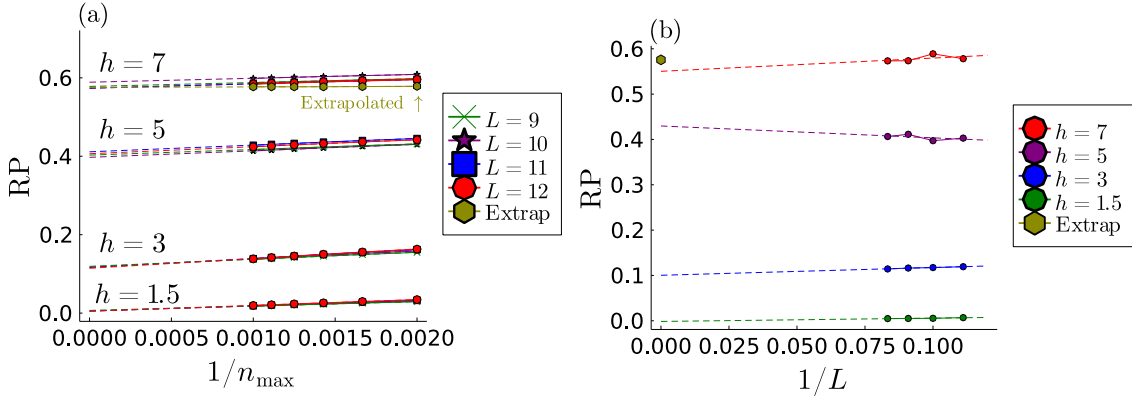 (a)
RP
0.6
0.4
0.2
0.0
h = 7
h = 5
h = 3
h = 1.5
Extrapolated ↑
0.0000 0.0005 0.0010 0.0015 0.0020
1/n_max
L = 9
L = 10
L = 11
L = 12
Extrap
(b)
RP
0.6
0.5
0.4
0.3
0.2
0.1
0.0
0.000 0.025 0.050 0.075 0.100
1/L
h = 7
h = 5
h = 3
h = 1.5
Extrap